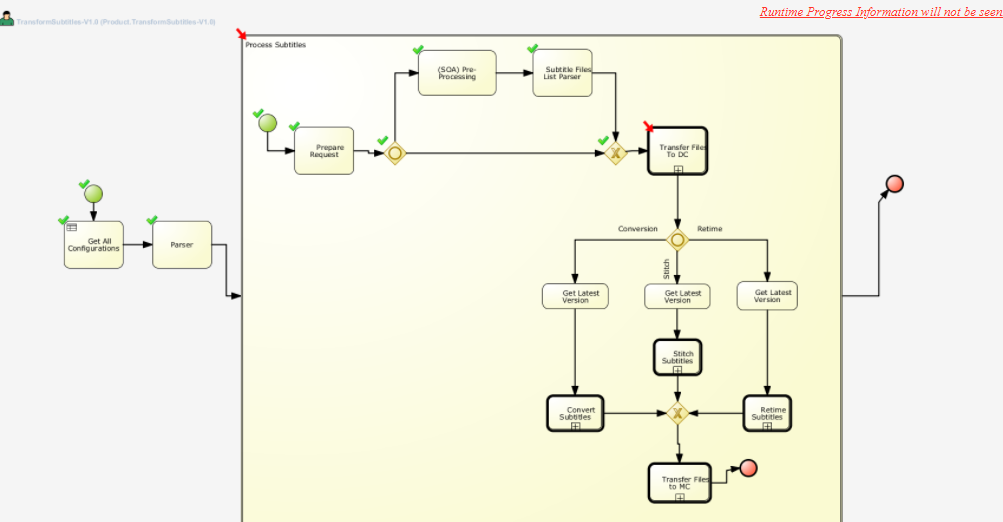 Runtime Progress Information will not be seen
TransformSubtitles-V1.0 (Product.TransformSubtitles-V1.0)
Process Subtitles
(SQA) Pre-
Processing
Subtitle Files
List Parser
Prepare
Request
Transfer Files
To DC
Get All
Configurations
Parser
Conversion
Retime
Stitch
Get Latest
Version
Get Latest
Version
Get Latest
Version
Stitch
Subtitles
Convert
Subtitles
Retime
Subtitles
Transfer Files
to MC